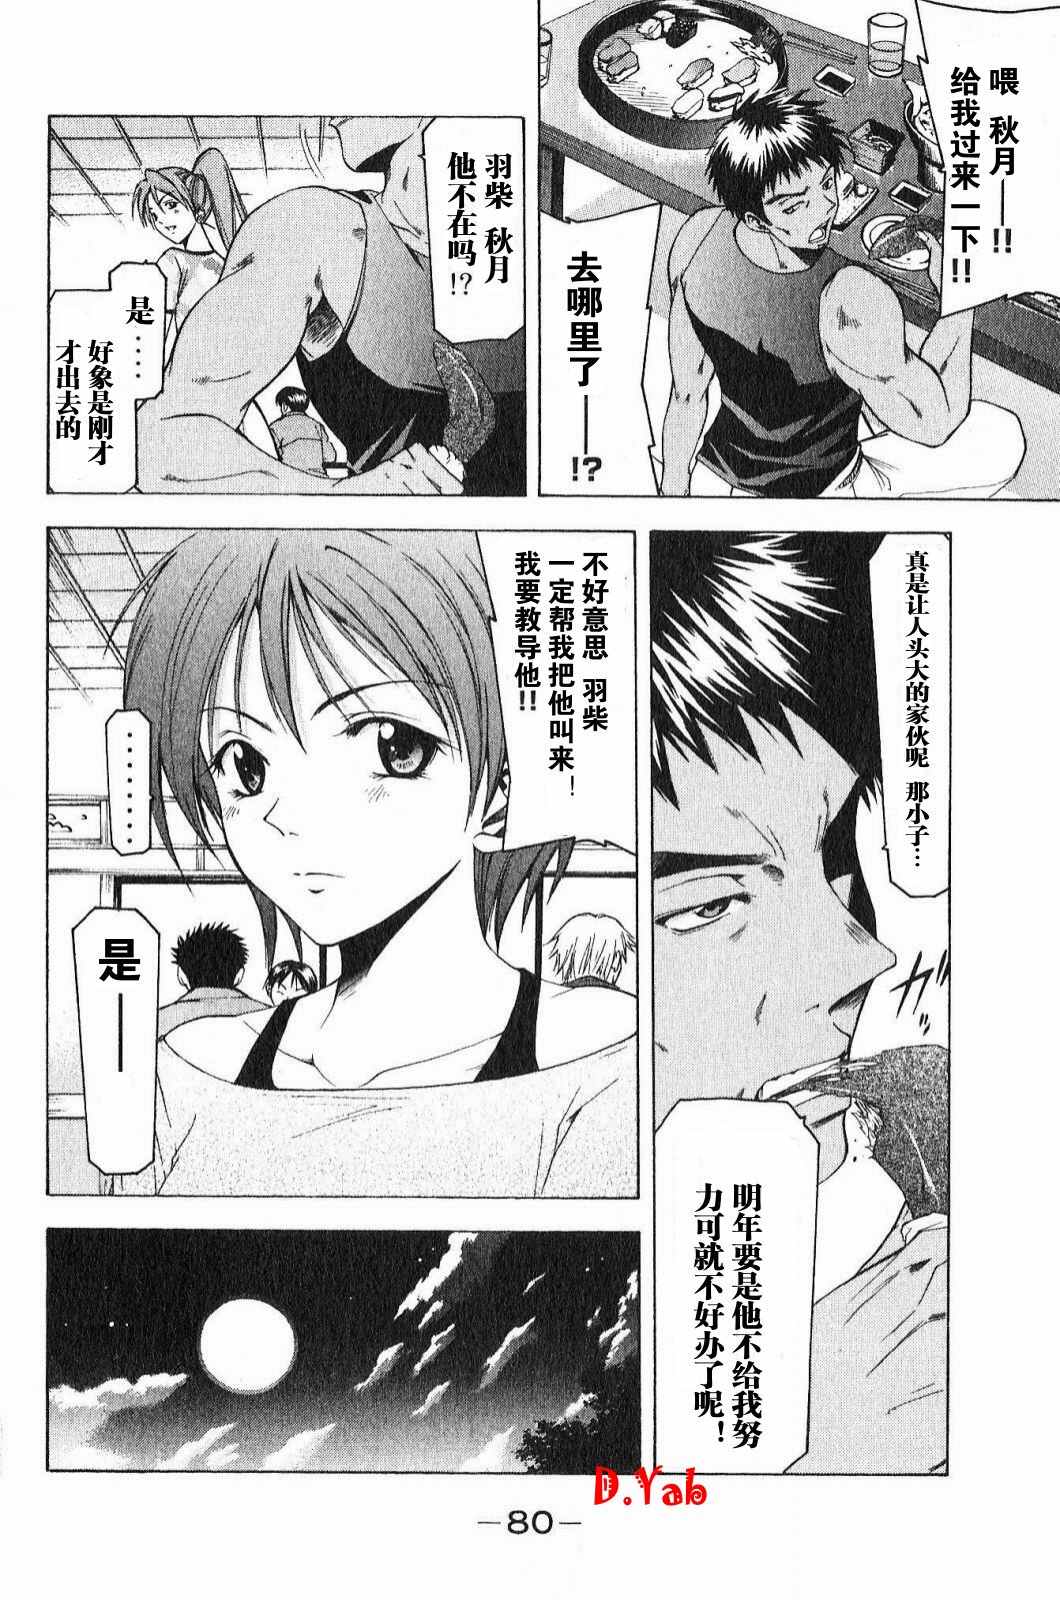 喂 秋月——!!
给我过来一下!!
去哪里了——!?
羽柴 秋月
他不在吗!?
是‥‥
好象是刚才
才出去的
真是让人头大的家伙呢 那小子…
ガッ
明年要是他不给我努
力可就不好办了呢！
不好意思 羽柴
一定帮我把他叫来！
我要教导他!!
‥‥‥‥
是——
D.Yab
—80—